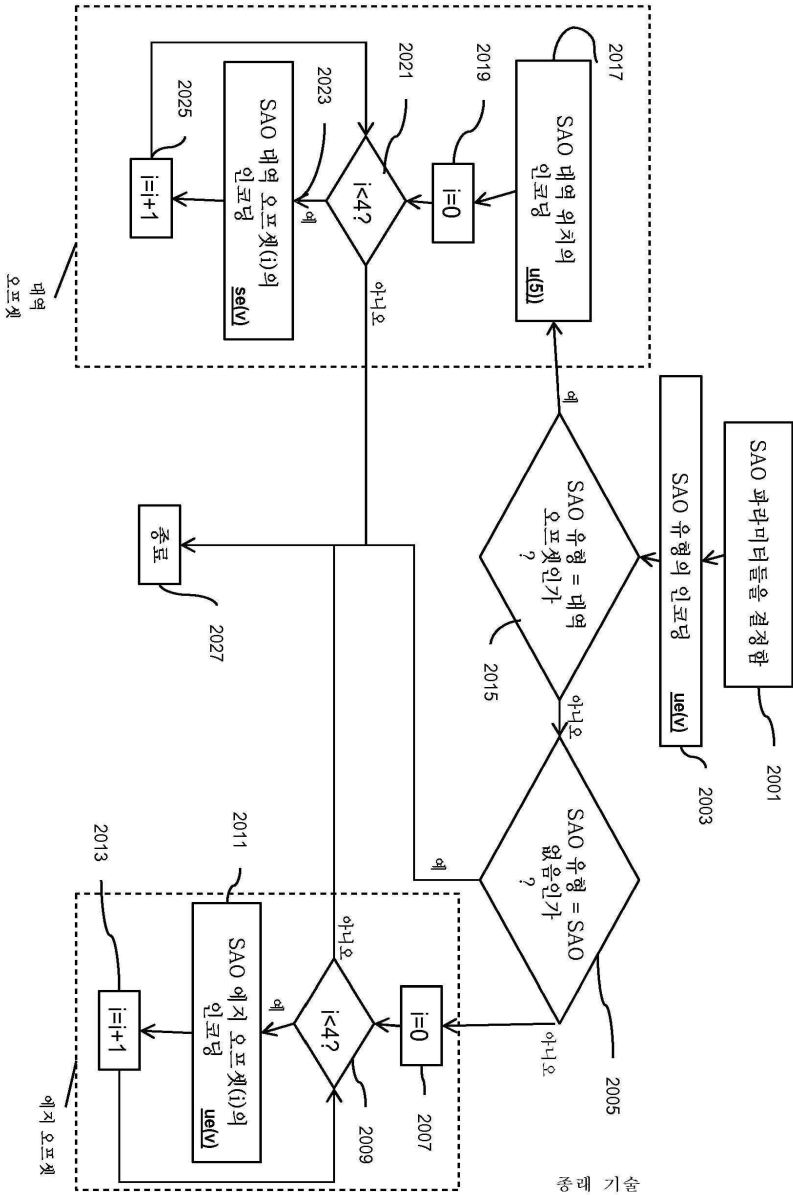 SAO 파라미터들을 결정함
2001
SAO 유형의 인코딩
ue(v)
2003
SAO 유형 = 대역
오프셋인가
?
2015
예
아니오
SAO 유형 = SAO
없음인가
?
2005
예
아니오
2017
SAO 대역 위치의
인코딩
u(5))
2019
i=0
2021
i<4?
예
아니오
2023
SAO 대역 오프셋(i)의
인코딩
se(v)
2025
i=i+1
대역
오프셋
2007
i=0
2009
i<4?
예
아니오
2011
SAO 에지 오프셋(i)의
인코딩
ue(v)
2013
i=i+1
에지 오프셋
종료
2027
종래 기술